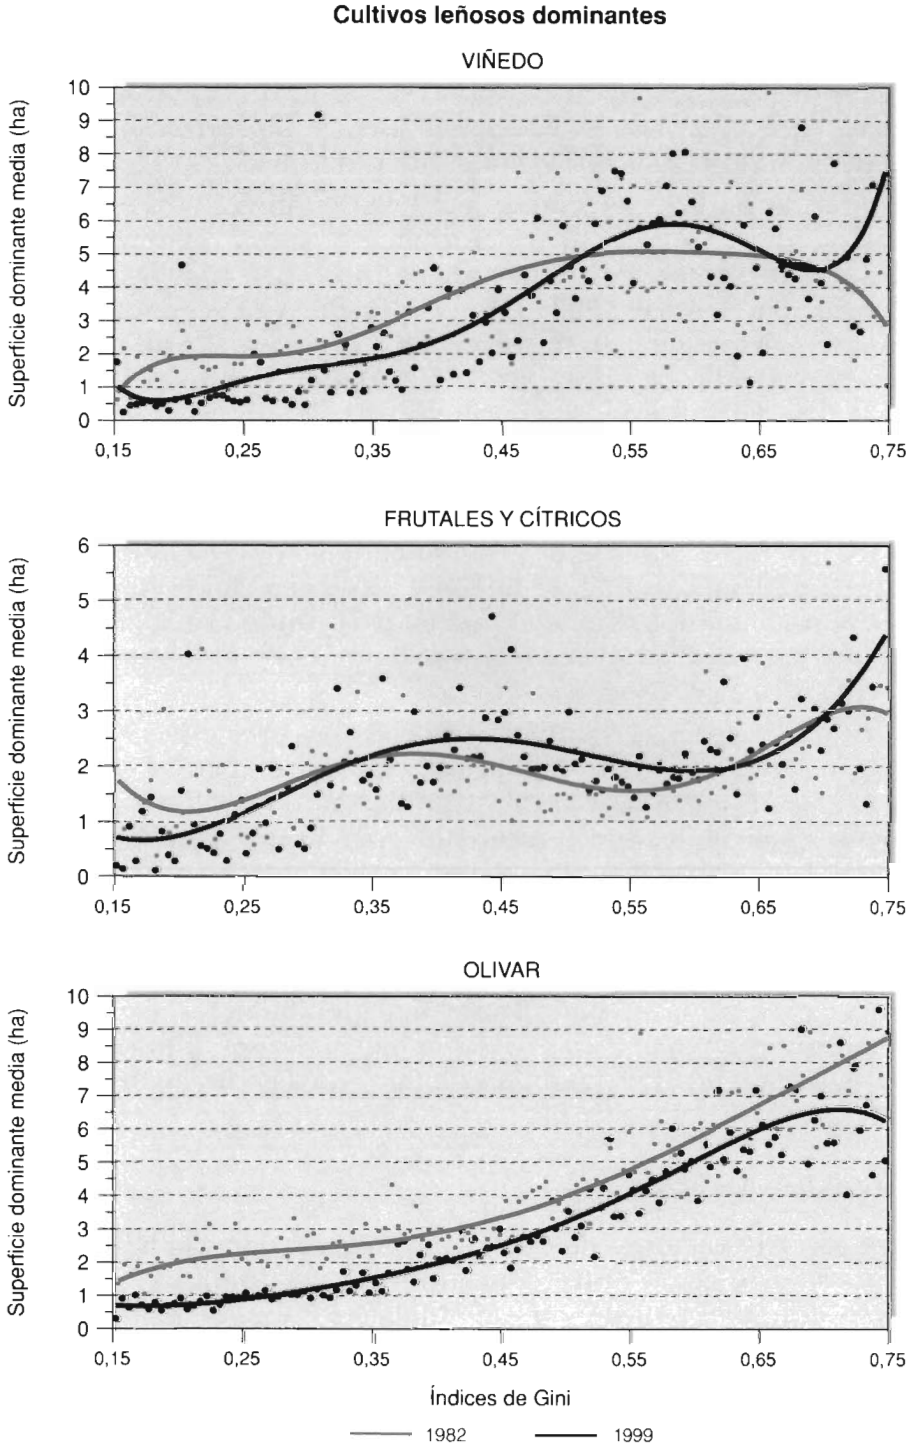 Cultivos leñosos dominantes
VIÑEDO
Superficie dominante media (ha)
10
9
8
7
6
5
4
3
2
1
0
0,15 0,25 0,35 0,45 0,55 0,65 0,75
FRUTALES Y CÍTRICOS
Superficie dominante media (ha)
6
5
4
3
2
1
0
0,15 0,25 0,35 0,45 0,55 0,65 0,75
OLIVAR
Superficie dominante media (ha)
10
9
8
7
6
5
4
3
2
1
0
0,15 0,25 0,35 0,45 0,55 0,65 0,75
Índices de Gini
1982 1999